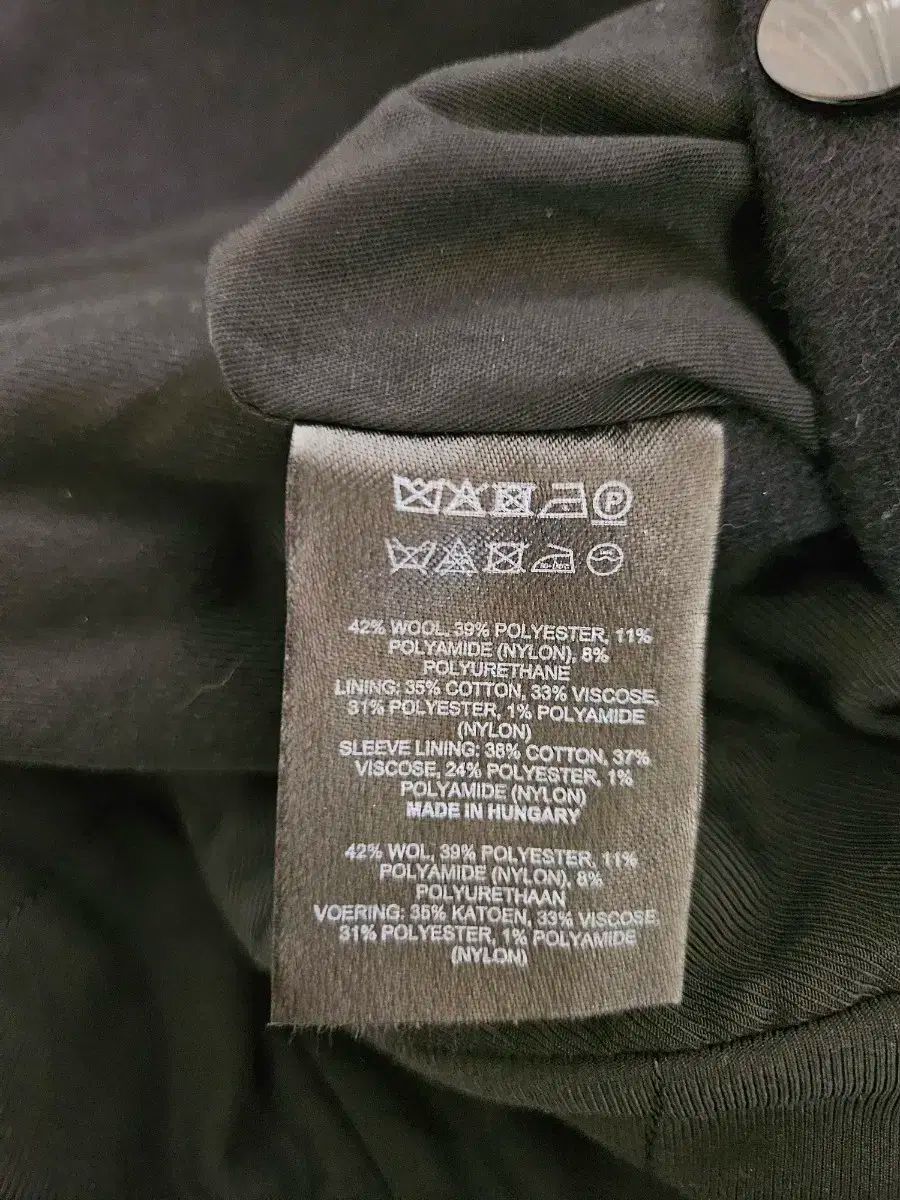 P
42% WOOL, 39% POLYESTER, 11%
POLYAMIDE (NYLON), 8%
POLYURETHANE
LINING: 35% COTTON, 33% VISCOSE,
31% POLYESTER, 1% POLYAMIDE
(NYLON)
SLEEVE LINING: 38% COTTON, 37%
VISCOSE, 24% POLYESTER, 1%
POLYAMIDE (NYLON)
MADE IN HUNGARY
42% WOL, 39% POLYESTER, 11%
POLYAMIDE (NYLON), 8%
POLYURETHAAN
VOERING: 35% KATOEN, 33% VISCOSE,
31% POLYESTER, 1% POLYAMIDE
(NYLON)